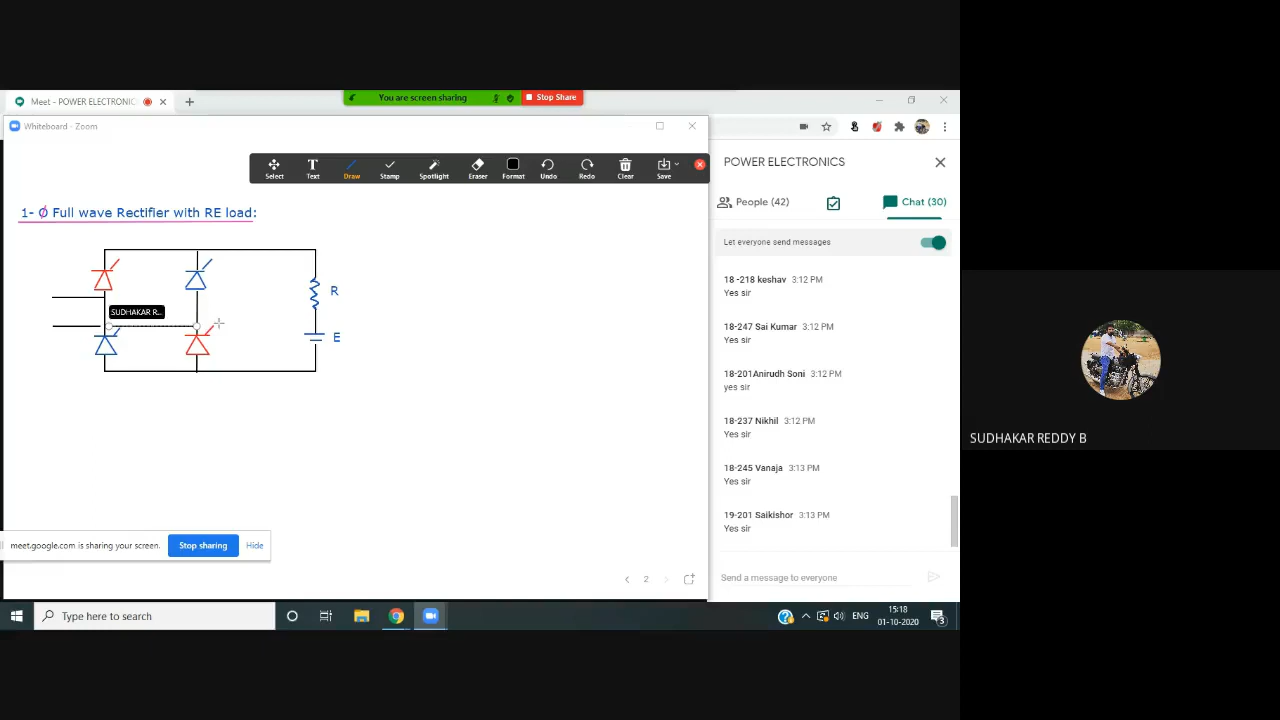 Meet - POWER ELECTRONIC
You are screen sharing
Stop Share
Whiteboard - Zoom
Select
Text
Draw
Stamp
Spotlight
Eraser
Format
Undo
Redo
Clear
Save
POWER ELECTRONICS
People (42)
Chat (30)
Let everyone send messages
1- Φ Full wave Rectifier with RE load:
SUDHAKAR R...
R
E
18 -218 keshav 3:12 PM
Yes sir
18-247 Sai Kumar 3:12 PM
Yes sir
18-201Anirudh Soni 3:12 PM
yes sir
18-237 Nikhil 3:12 PM
Yes sir
18-245 Vanaja 3:13 PM
Yes sir
19-201 Saikishor 3:13 PM
Yes sir
SUDHAKAR REDDY B
meet.google.com is sharing your screen.
Stop sharing
Hide
2
Send a message to everyone
Type here to search
ENG
15:18
01-10-2020
3